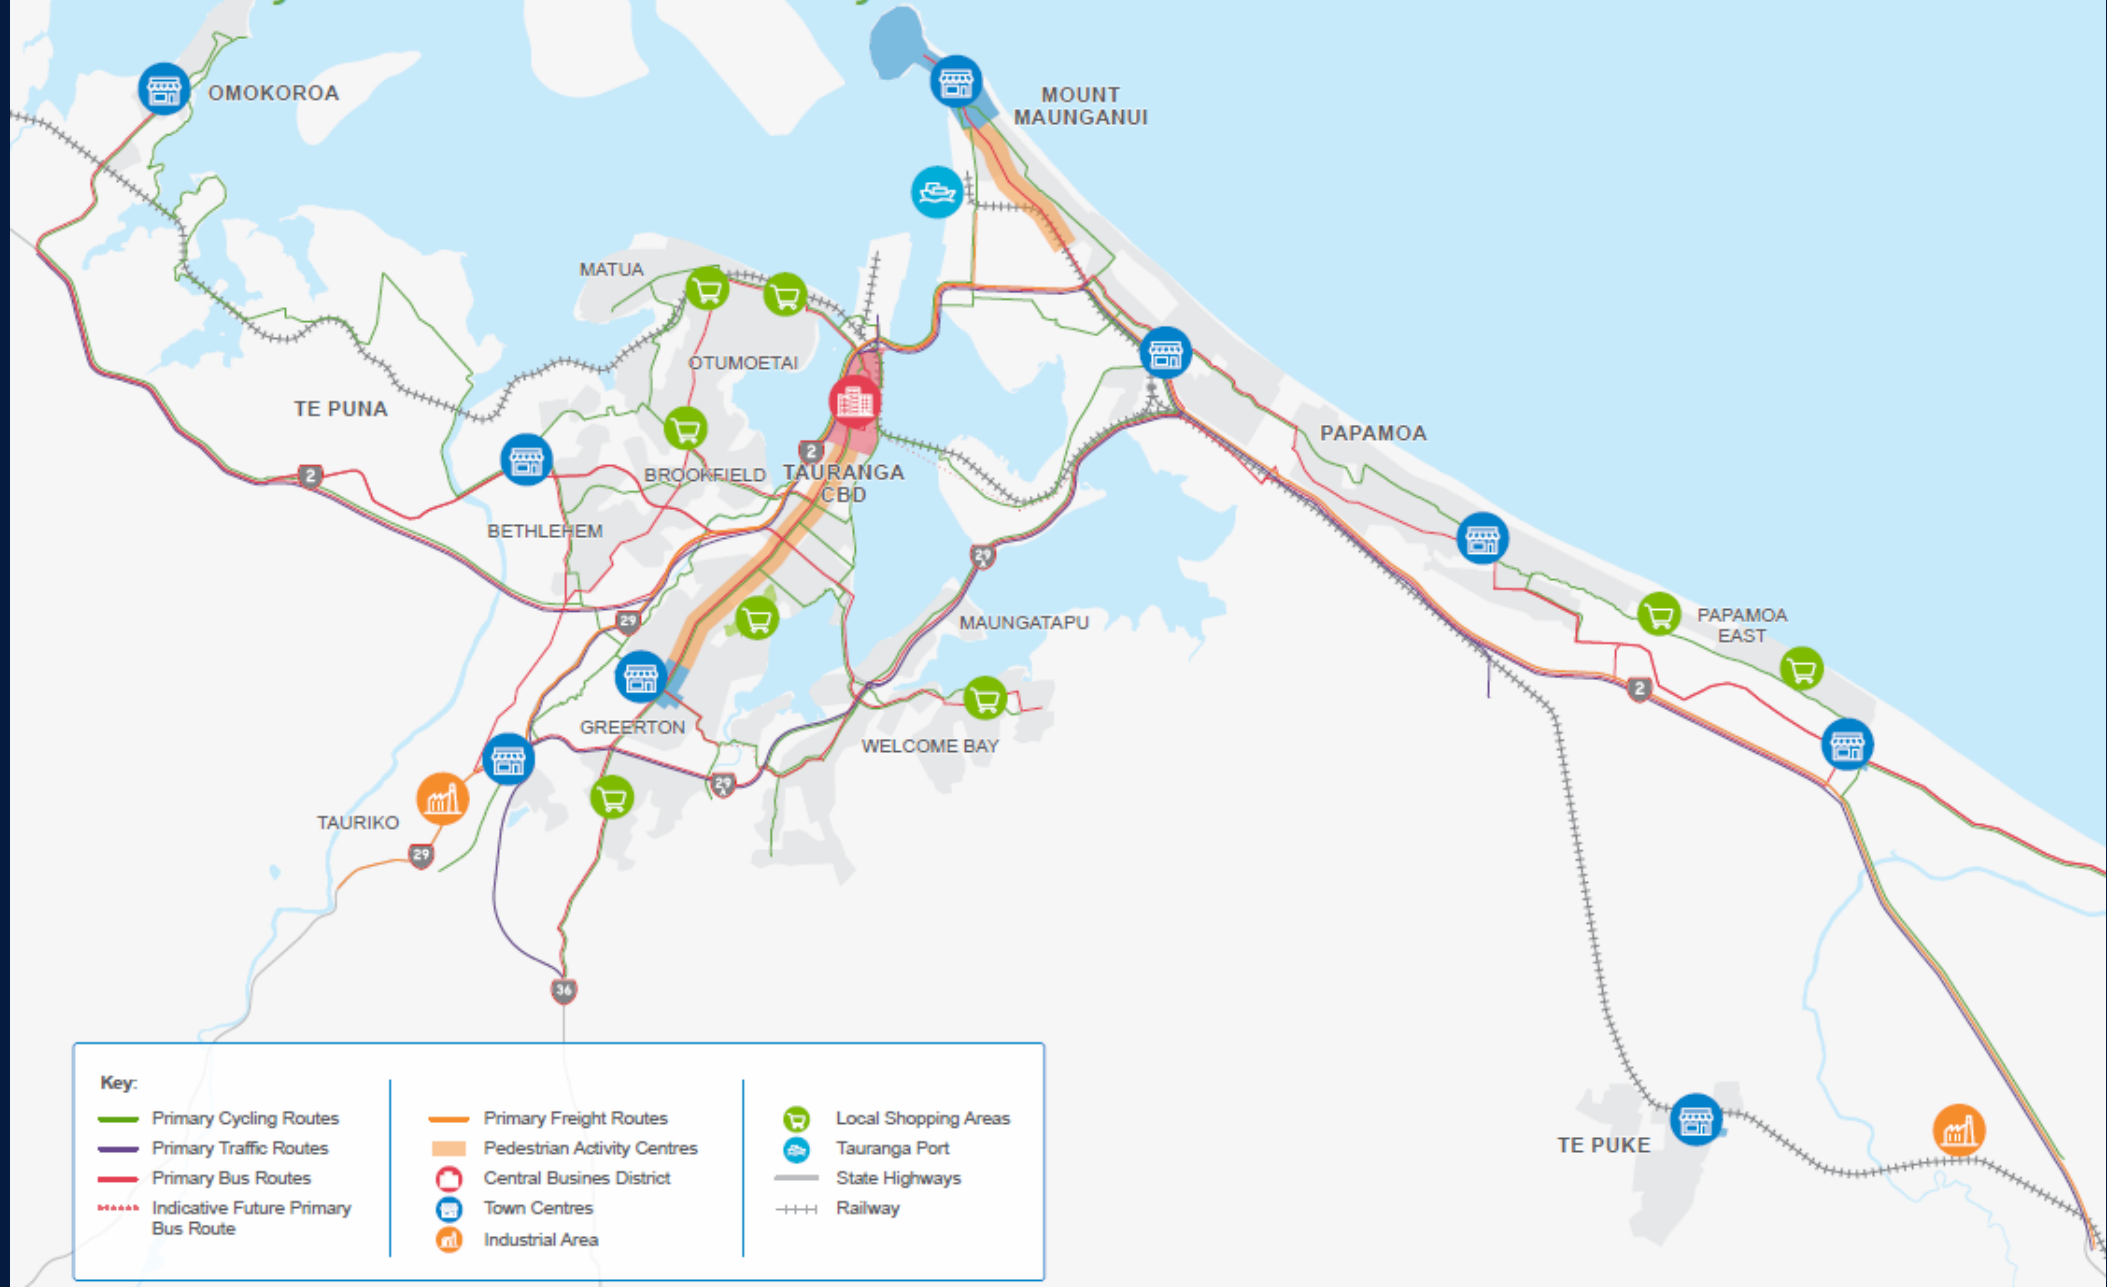 OMOKOROA
MOUNT
MAUNGANUI
MATUA
OTUMOETAI
TE PUNA
PAPAMOA
2
2
BROOKFIELD
TAURANGA
CBD
BETHLEHEM
29
A
29
MAUNGATAPU
PAPAMOA
EAST
2
GREERTON
WELCOME BAY
29
A
TAURIKO
29
36
TE PUKE
Key:
Primary Cycling Routes
Primary Traffic Routes
Primary Bus Routes
Indicative Future Primary
Bus Route
Primary Freight Routes
Pedestrian Activity Centres
Central Busines District
Town Centres
Industrial Area
Local Shopping Areas
Tauranga Port
State Highways
Railway